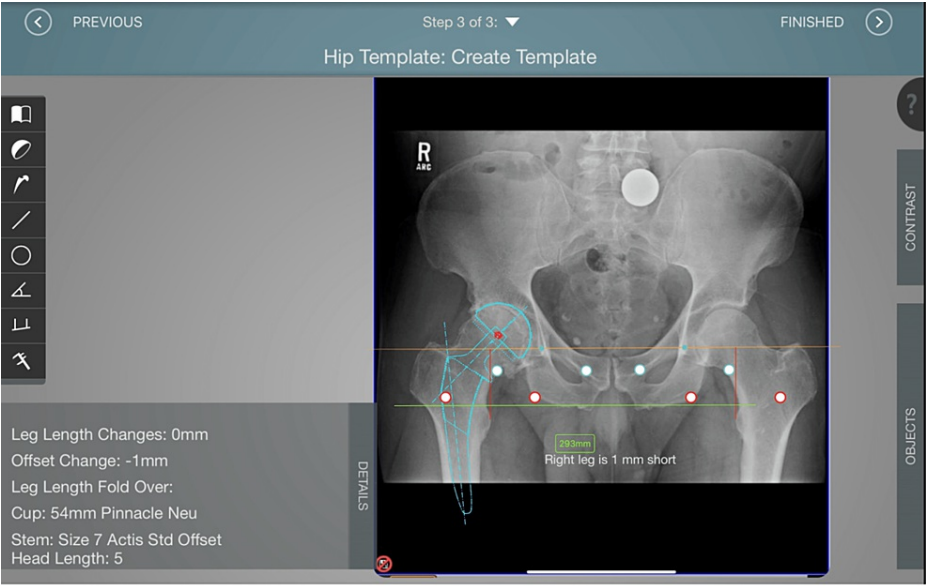 PREVIOUS
Step 3 of 3:
FINISHED
Hip Template: Create Template
?
R
ARC
CONTRAST
OBJECTS
293mm
Right leg is 1 mm short
DETAILS
Leg Length Changes: 0mm
Offset Change: -1mm
Leg Length Fold Over:
Cup: 54mm Pinnacle Neu
Stem: Size 7 Actis Std Offset
Head Length: 5